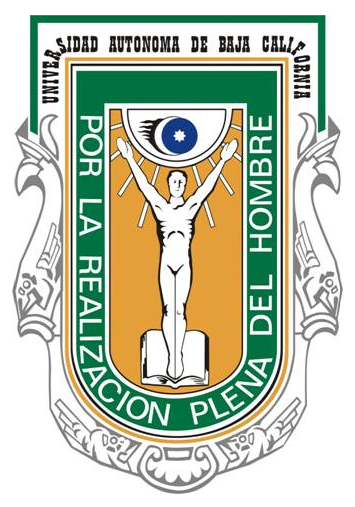 UNIVERSIDAD AUTONOMA DE BAJA CALIFORNIA
POR LA REALIZACION PLENA DEL HOMBRE